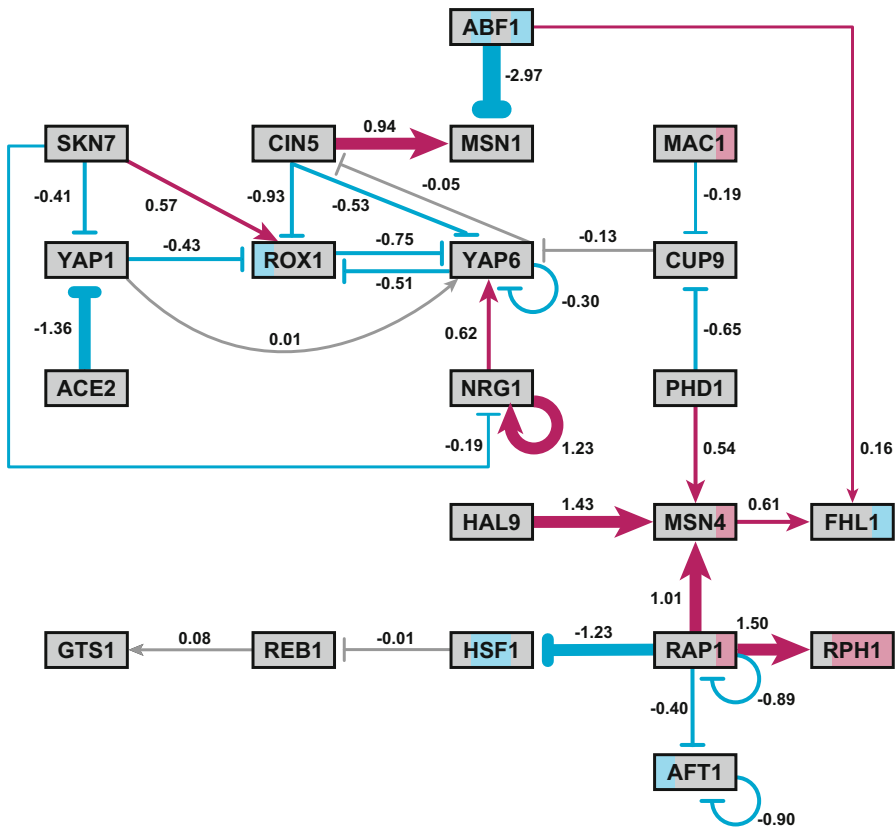 ABF1
-2.97
SKN7
CIN5
0.94
MSN1
MAC1
-0.41
0.57
-0.93
-0.53
-0.05
-0.19
YAP1
-0.43
ROX1
-0.75
-0.51
YAP6
-0.13
CUP9
-0.30
-1.36
0.01
0.62
-0.65
ACE2
NRG1
PHD1
-0.19
1.23
0.54
0.16
HAL9
1.43
MSN4
0.61
FHL1
1.01
GTS1
0.08
REB1
-0.01
HSF1
-1.23
RAP1
1.50
RPH1
-0.40
-0.89
AFT1
-0.90